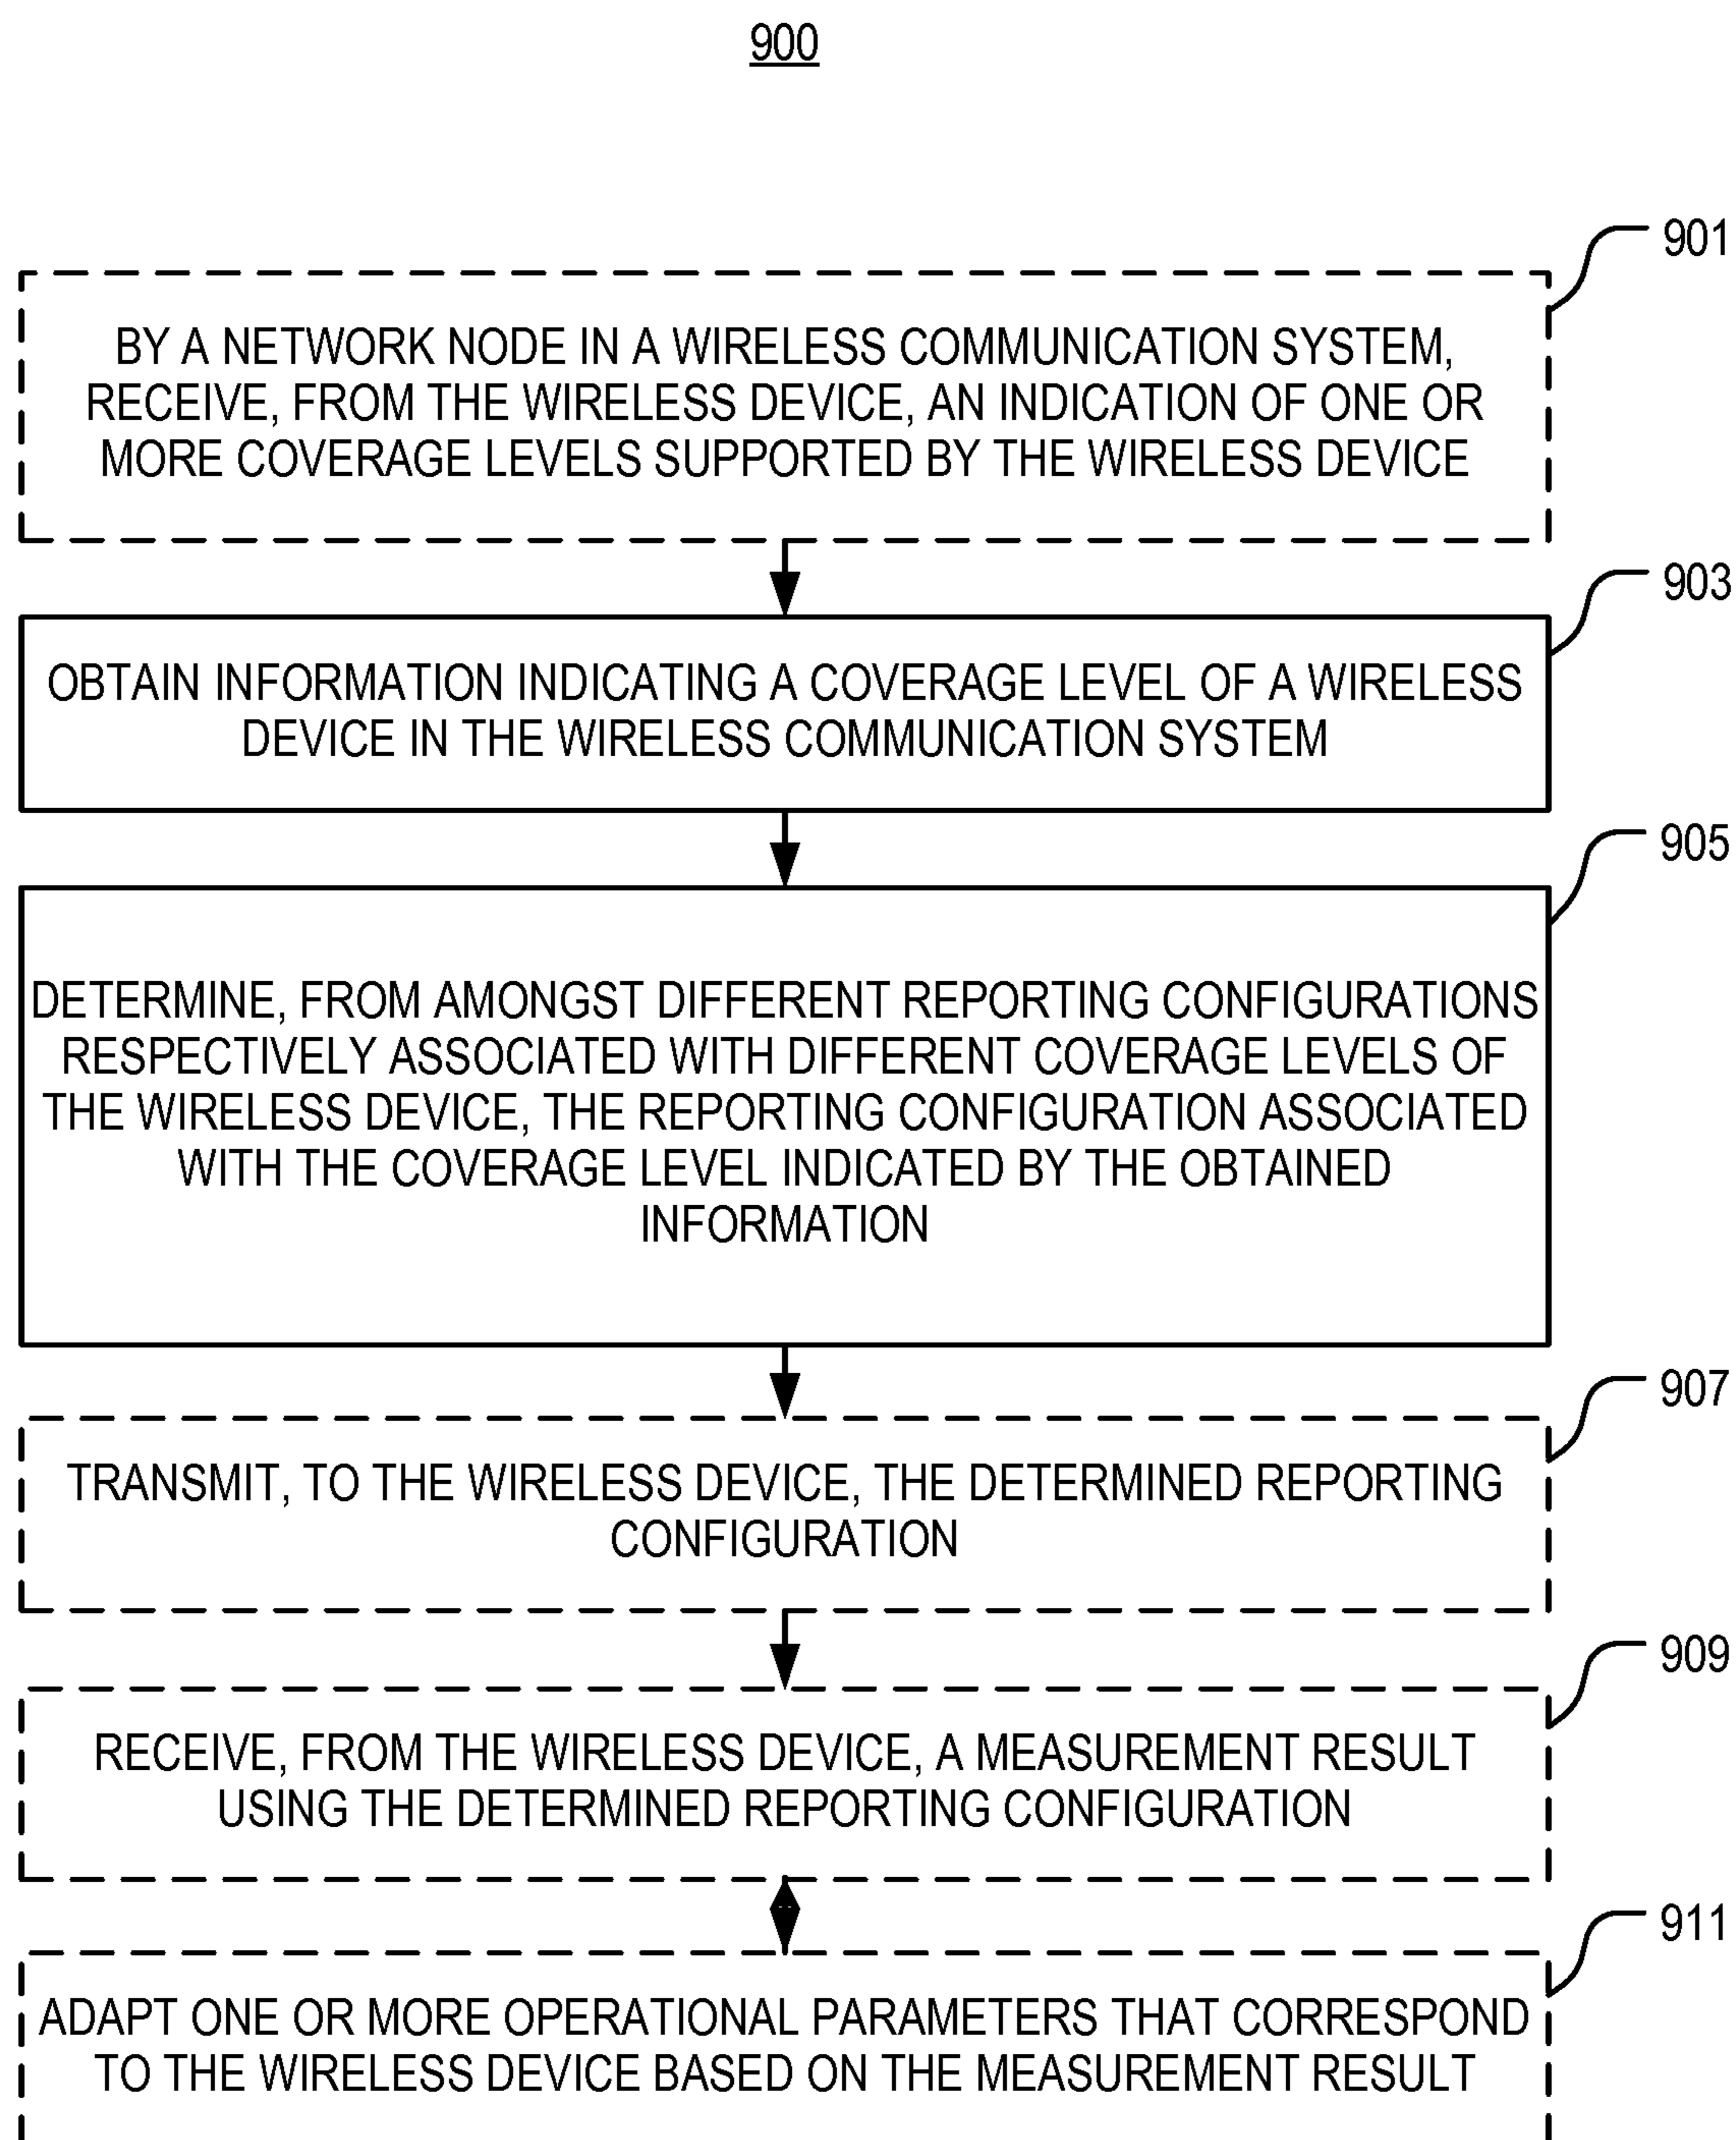 900
901
BY A NETWORK NODE IN A WIRELESS COMMUNICATION SYSTEM,
RECEIVE, FROM THE WIRELESS DEVICE, AN INDICATION OF ONE OR
MORE COVERAGE LEVELS SUPPORTED BY THE WIRELESS DEVICE
903
OBTAIN INFORMATION INDICATING A COVERAGE LEVEL OF A WIRELESS
DEVICE IN THE WIRELESS COMMUNICATION SYSTEM
905
DETERMINE, FROM AMONGST DIFFERENT REPORTING CONFIGURATIONS
RESPECTIVELY ASSOCIATED WITH DIFFERENT COVERAGE LEVELS OF
THE WIRELESS DEVICE, THE REPORTING CONFIGURATION ASSOCIATED
WITH THE COVERAGE LEVEL INDICATED BY THE OBTAINED
INFORMATION
907
TRANSMIT, TO THE WIRELESS DEVICE, THE DETERMINED REPORTING
CONFIGURATION
909
RECEIVE, FROM THE WIRELESS DEVICE, A MEASUREMENT RESULT
USING THE DETERMINED REPORTING CONFIGURATION
911
ADAPT ONE OR MORE OPERATIONAL PARAMETERS THAT CORRESPOND
TO THE WIRELESS DEVICE BASED ON THE MEASUREMENT RESULT